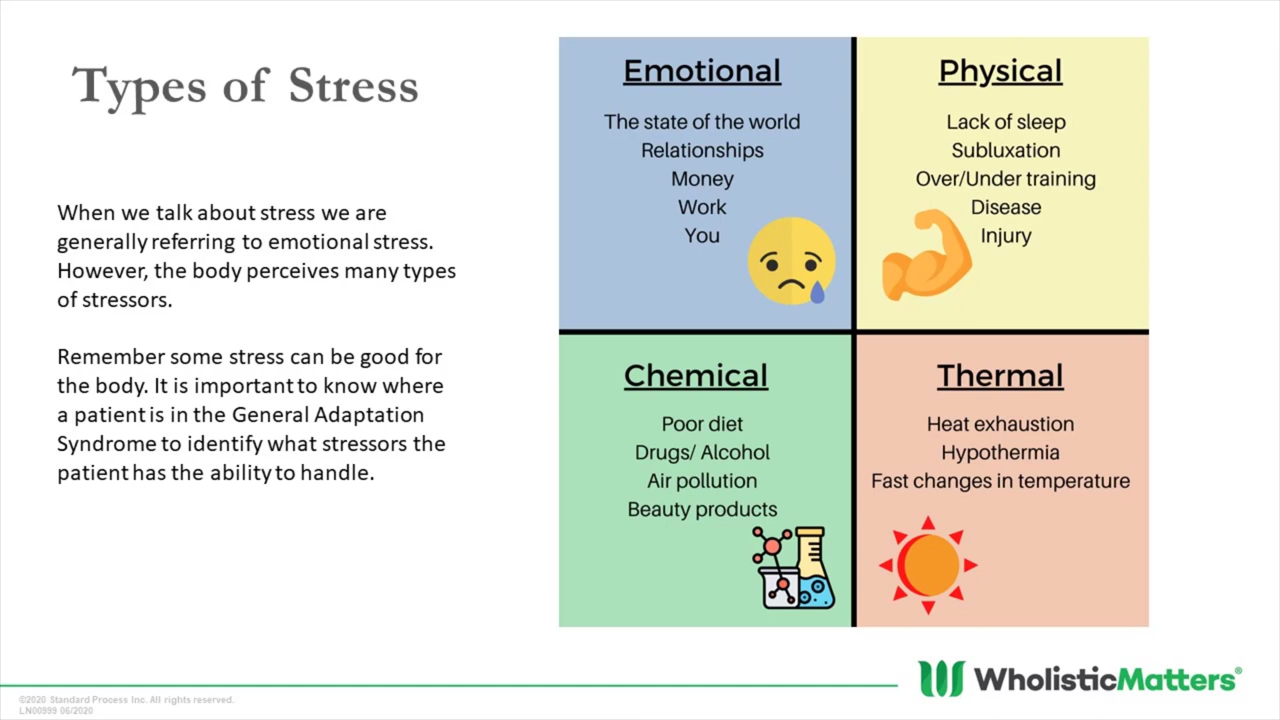 Types of Stress
When we talk about stress we are
generally referring to emotional stress.
However, the body perceives many types
of stressors.
Remember some stress can be good for
the body. It is important to know where
a patient is in the General Adaptation
Syndrome to identify what stressors the
patient has the ability to handle.
Emotional
The state of the world
Relationships
Money
Work
You
Physical
Lack of sleep
Subluxation
Over/Under training
Disease
Injury
Chemical
Poor diet
Drugs/ Alcohol
Air pollution
Beauty products
Thermal
Heat exhaustion
Hypothermia
Fast changes in temperature
©2020 Standard Process Inc. All rights reserved.
LN00999 06/2020
WholisticMatters®